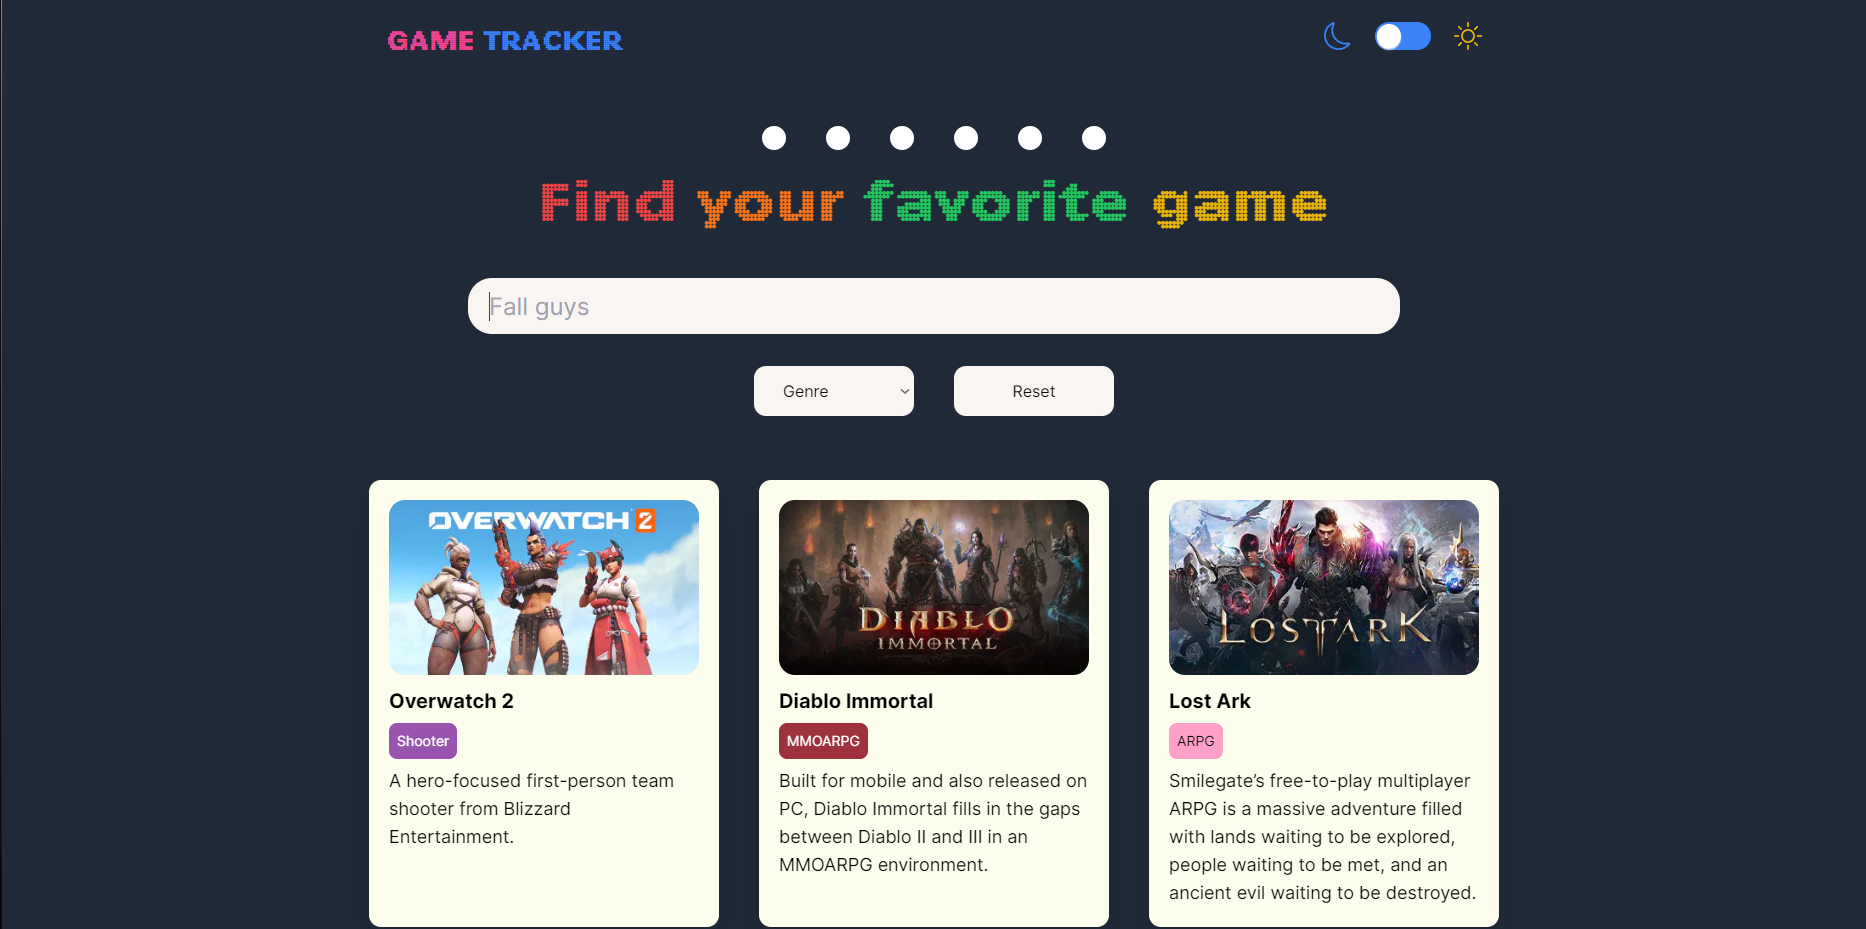 GAME TRACKER
Find your favorite game
Fall guys
Genre
Reset
OVERWATCH 2
Overwatch 2
Shooter
A hero-focused first-person team
shooter from Blizzard
Entertainment.
DIABLO
IMMORTAL
Diablo Immortal
MMOARPG
Built for mobile and also released on
PC, Diablo Immortal fills in the gaps
between Diablo II and III in an
MMOARPG environment.
LOST ARK
Lost Ark
ARPG
Smilegate’s free-to-play multiplayer
ARPG is a massive adventure filled
with lands waiting to be explored,
people waiting to be met, and an
ancient evil waiting to be destroyed.